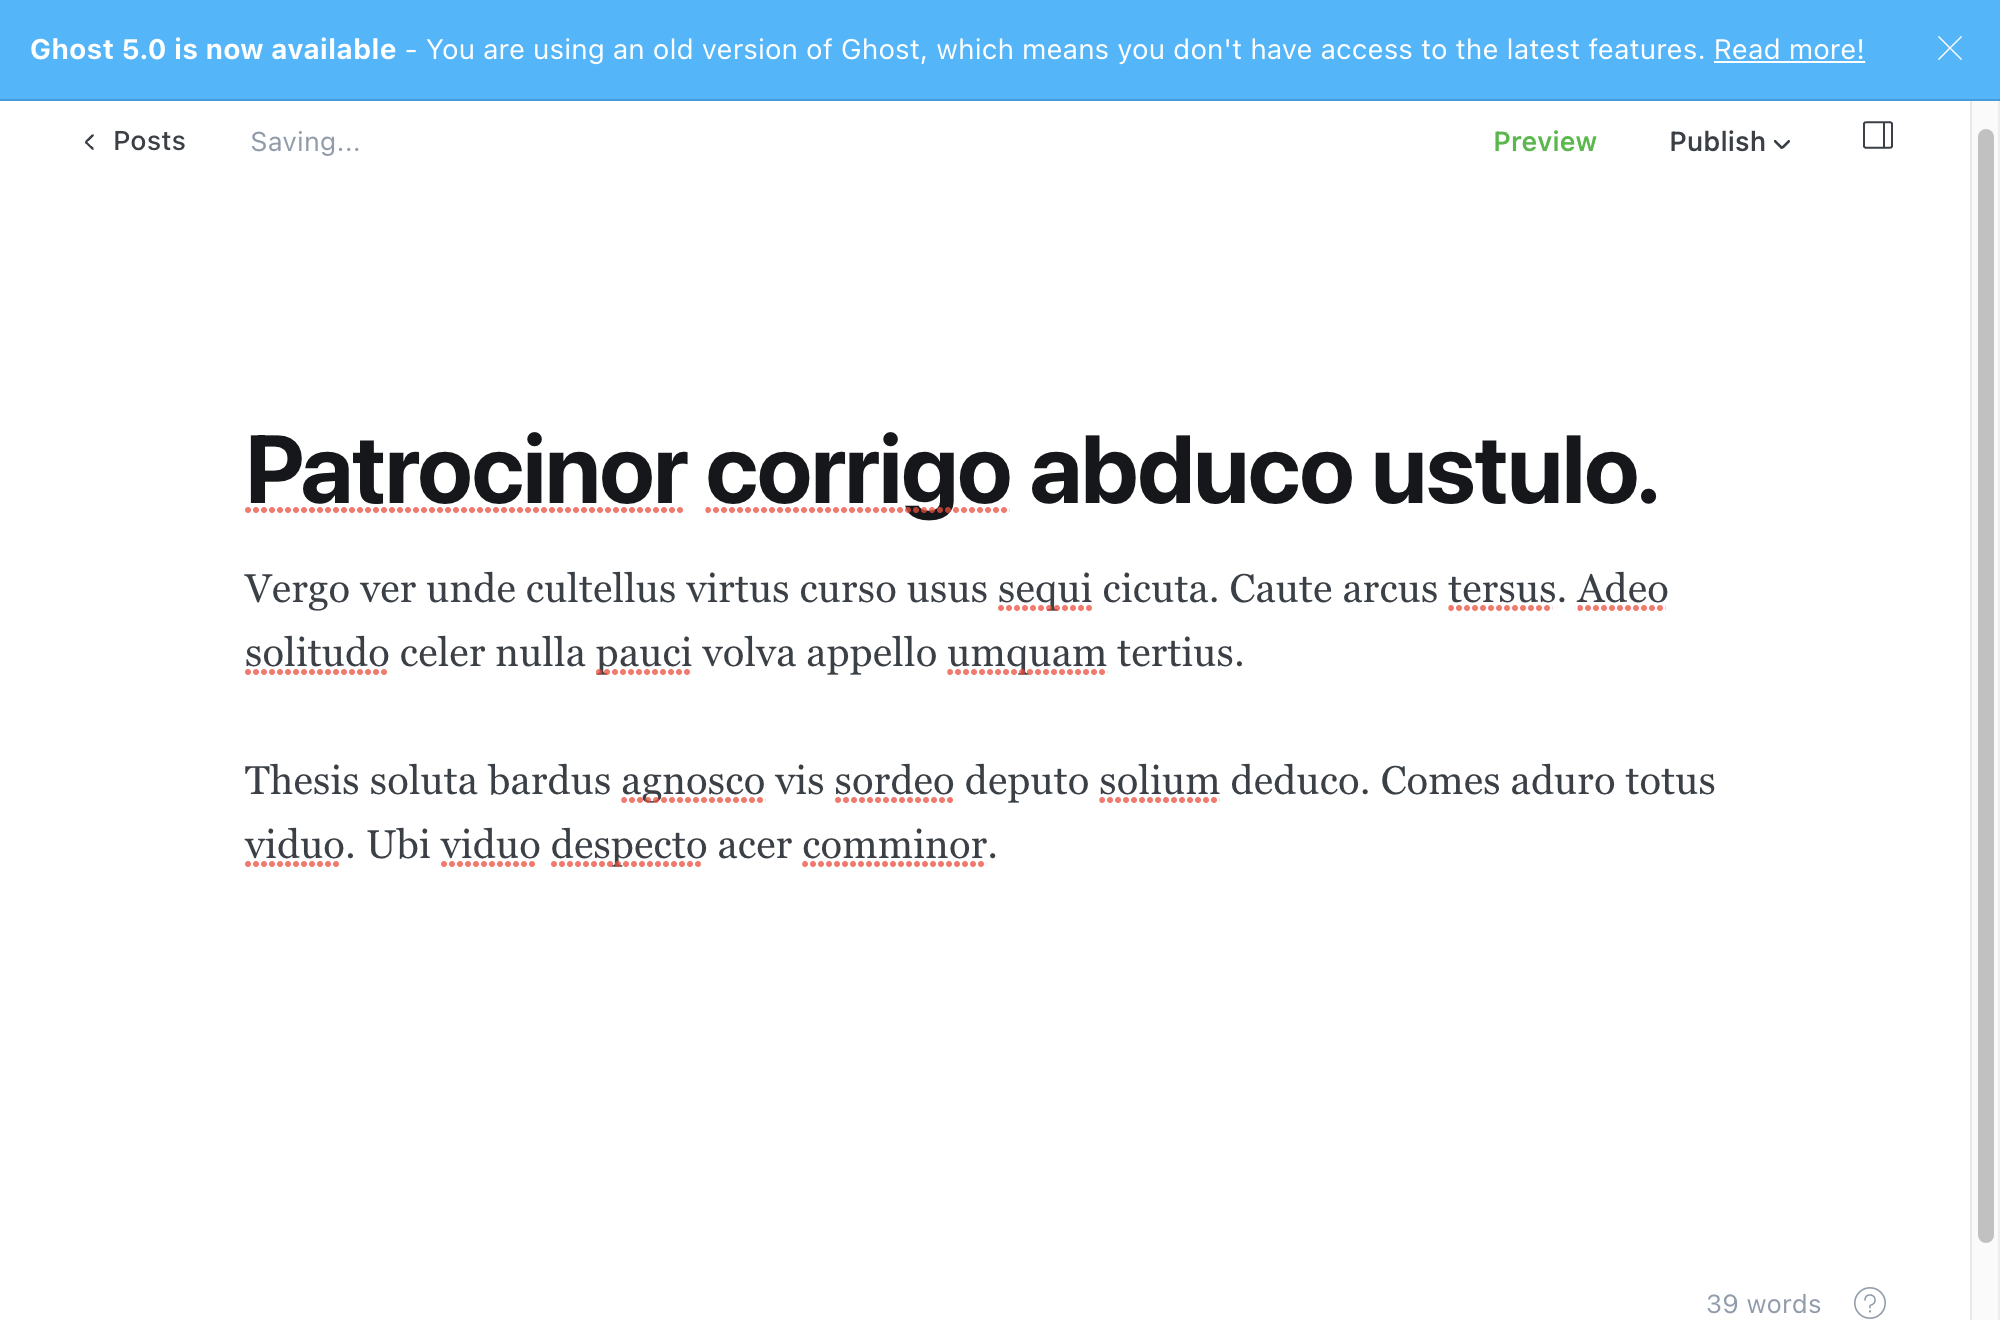 Ghost 5.0 is now available - You are using an old version of Ghost, which means you don't have access to the latest features. Read more!
Posts Saving... Preview Publish
Patrocinor corrigo abduco ustulo.
Vergo ver unde cultellus virtus curso usus sequi cicuta. Caute arcus tersus. Adeo
solitudo celer nulla pauci volva appello umquam tertius.
Thesis soluta bardus agnosco vis sordeo deputo solium deduco. Comes aduro totus
viduo. Ubi viduo despecto acer comminor.
39 words ?